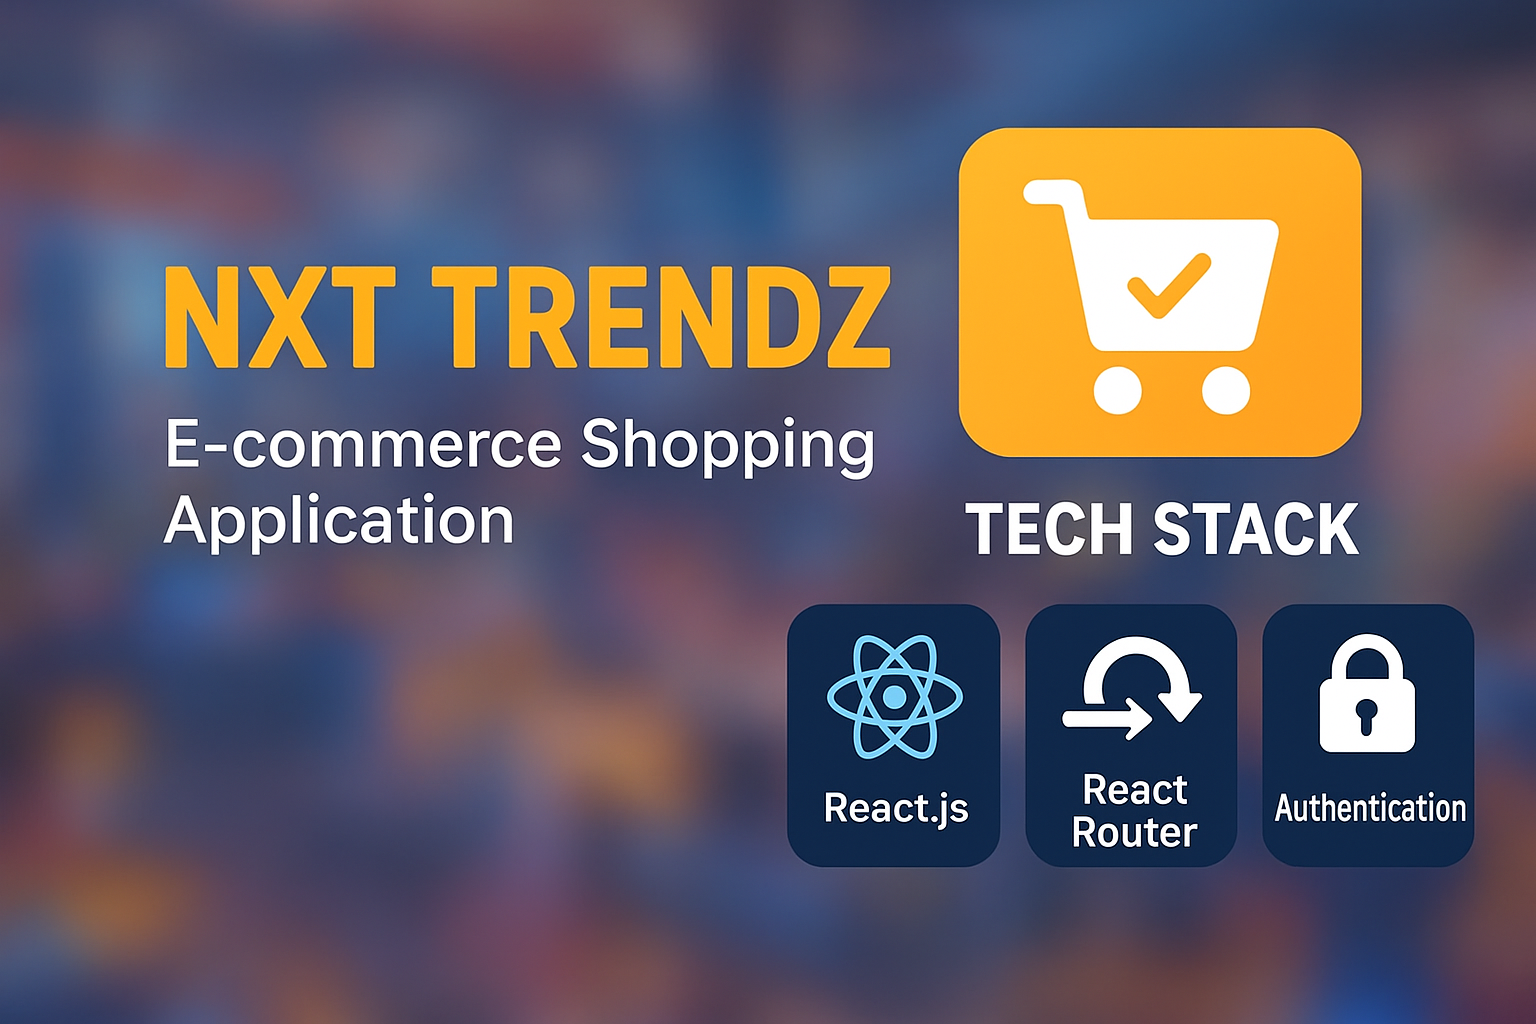 NXT TRENDZ
E-commerce Shopping
Application
TECH STACK
React.js
React
Router
Authentication